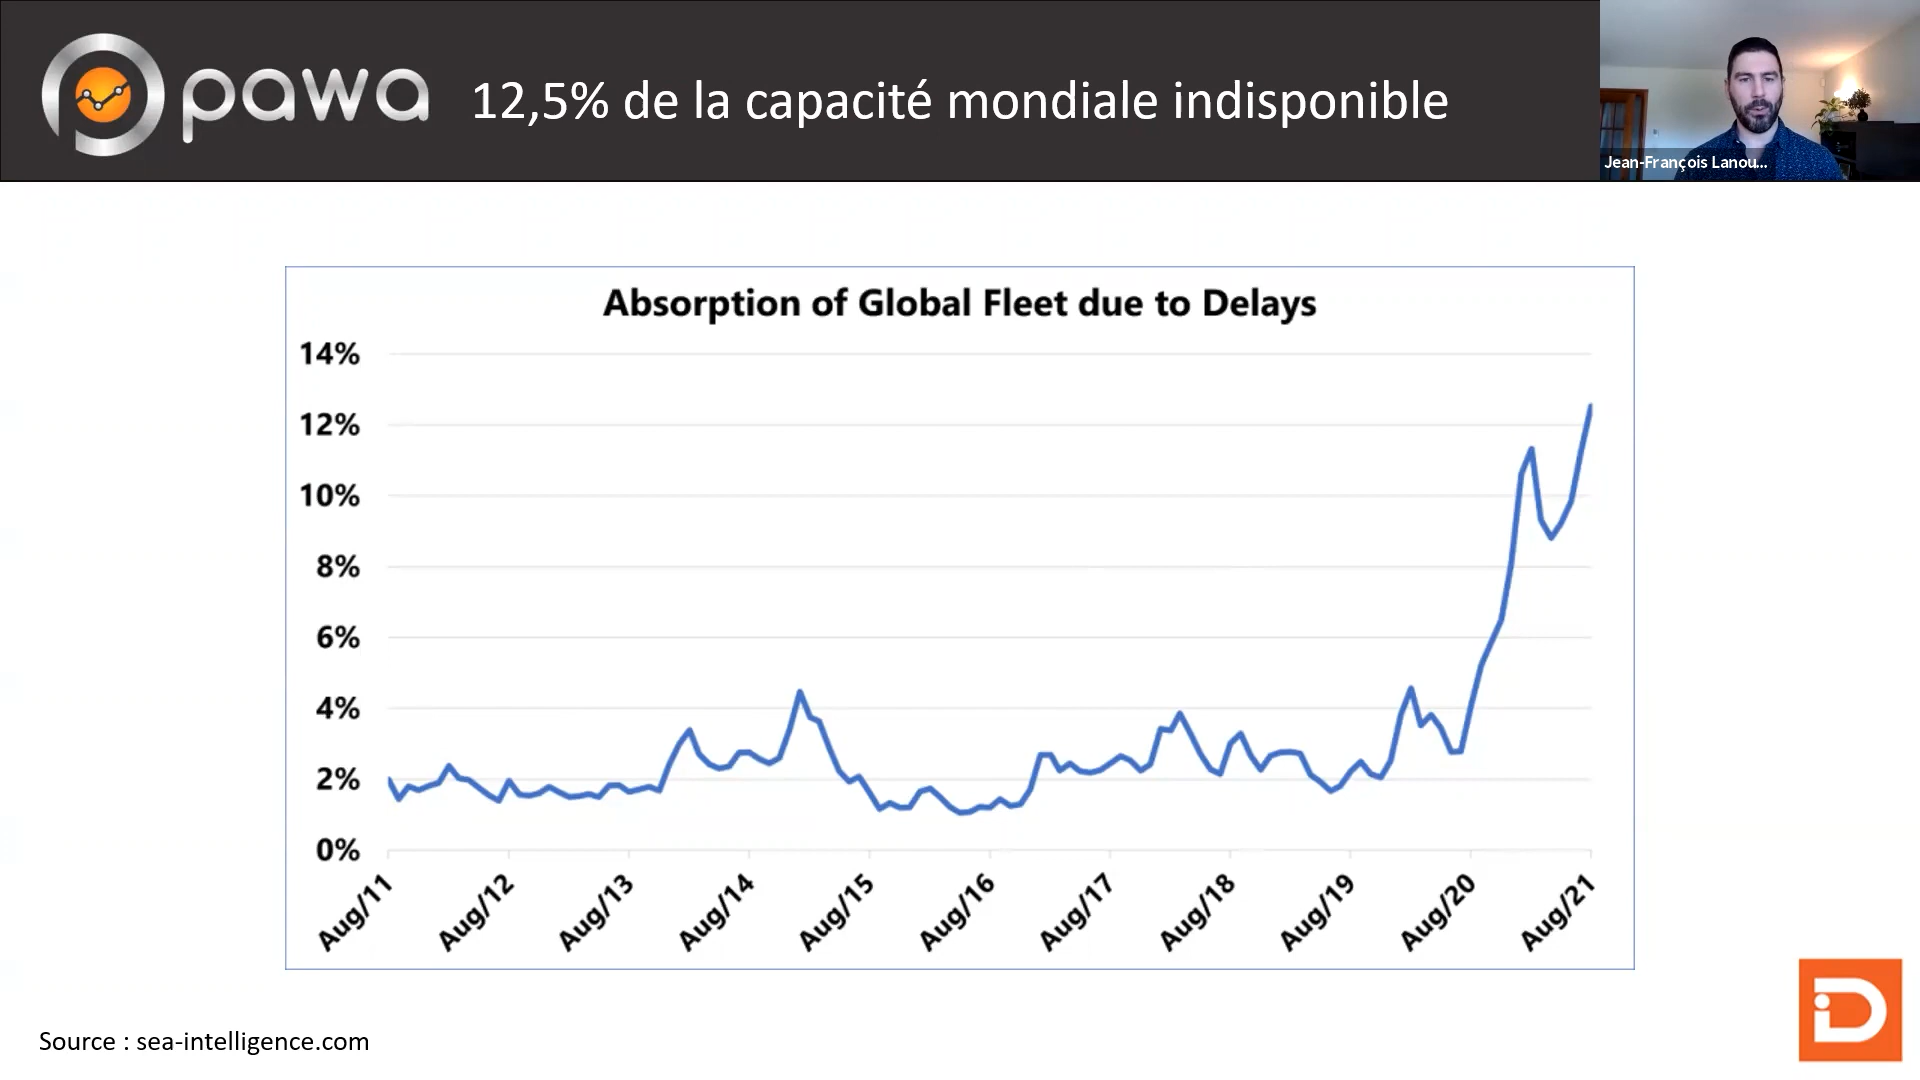 pawa
12,5% de la capacité mondiale indisponible
Jean-François Lanou...
Absorption of Global Fleet due to Delays
14%
12%
10%
8%
6%
4%
2%
0%
Aug/11
Aug/12
Aug/13
Aug/14
Aug/15
Aug/16
Aug/17
Aug/18
Aug/19
Aug/20
Aug/21
Source : sea-intelligence.com
iD